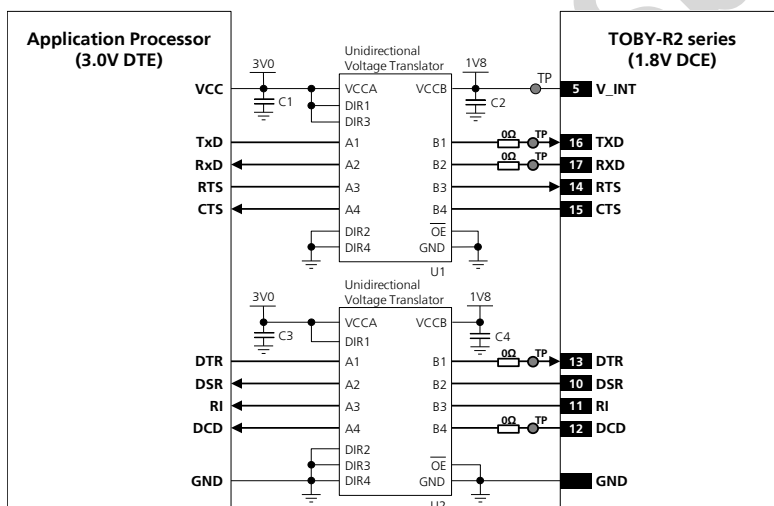 Application Processor
(3.0V DTE)
TOBY-R2 series
(1.8V DCE)
Unidirectional
Voltage Translator
3V0
1V8
TP
VCC
VCCA
VCCB
5
V_INT
C1
DIR1
C2
DIR3
0Ω
TP
TxD
A1
B1
16
TXD
0Ω
TP
RxD
A2
B2
17
RXD
RTS
A3
B3
14
RTS
CTS
A4
B4
15
CTS
DIR2
OE
DIR4
GND
U1
Unidirectional
Voltage Translator
3V0
1V8
VCCA
VCCB
C3
DIR1
C4
0Ω
TP
DTR
A1
B1
13
DTR
DSR
A2
B2
10
DSR
RI
A3
B3
11
RI
0Ω
TP
DCD
A4
B4
12
DCD
DIR2
DIR3
OE
GND
DIR4
GND
GND
U2